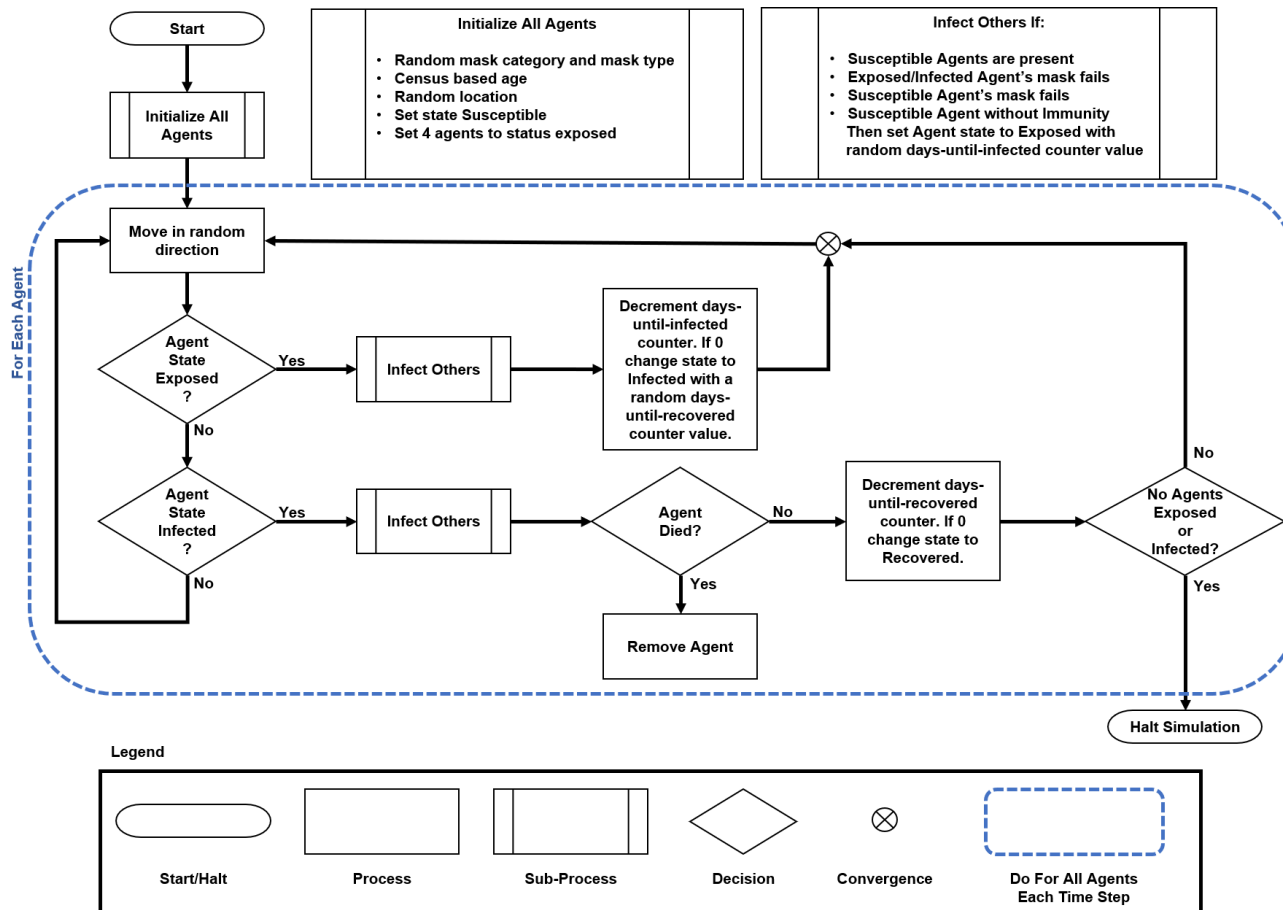 Start
Initialize All
Agents
Initialize All Agents
• Random mask category and mask type
• Census based age
• Random location
• Set state Susceptible
• Set 4 agents to status exposed
Infect Others If:
• Susceptible Agents are present
• Exposed/Infected Agent's mask fails
• Susceptible Agent's mask fails
• Susceptible Agent without Immunity
Then set Agent state to Exposed with
random days-until-infected counter value
For Each Agent
Move in random
direction
Agent
State
Exposed
?
Yes
No
Infect Others
Decrement days-
until-infected
counter. If 0
change state to
Infected with a
random days-
until-recovered
counter value.
Agent
State
Infected
?
Yes
No
Infect Others
Agent
Died?
No
Yes
Remove Agent
Decrement days-
until-recovered
counter. If 0
change state to
Recovered.
No Agents
Exposed
or
Infected?
No
Yes
Halt Simulation
Legend
Start/Halt
Process
Sub-Process
Decision
Convergence
Do For All Agents
Each Time Step